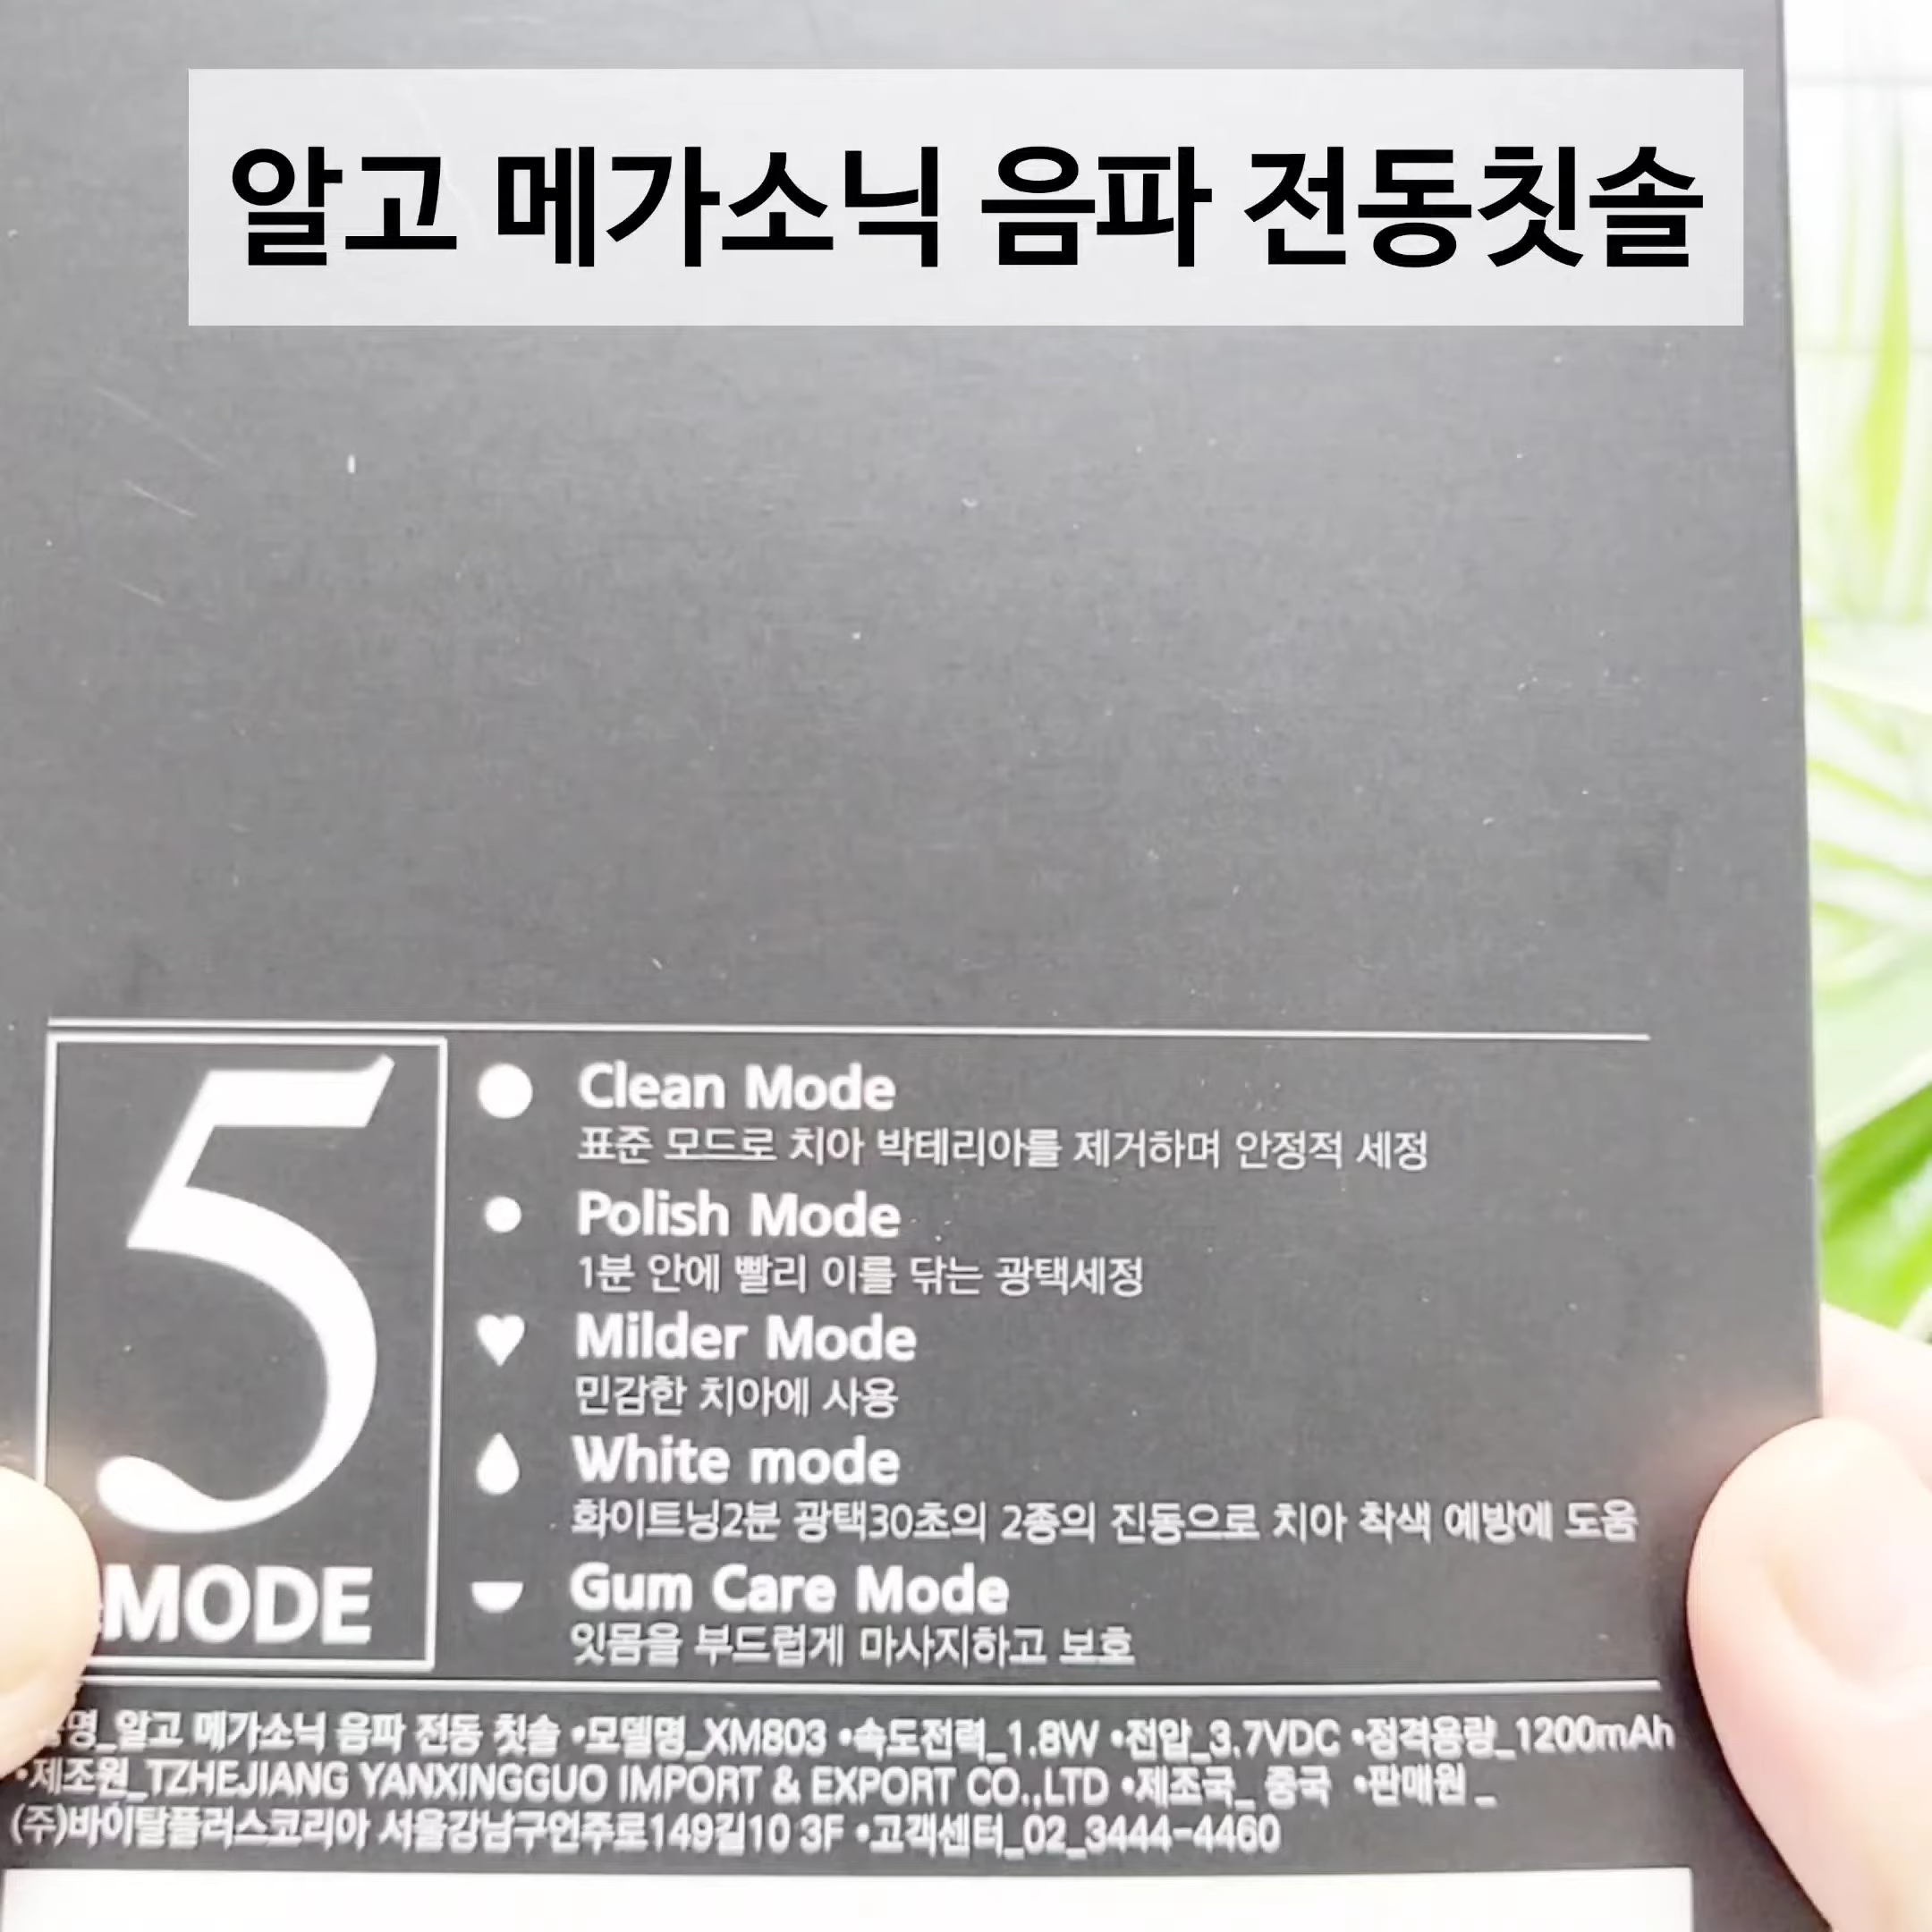 알고 메가소닉 음파 전동칫솔
5
MODE
Clean Mode
표준 모드로 치아 박테리아를 제거하며 안정적 세정
Polish Mode
1분 안에 빨리 이를 닦는 광택세정
Milder Mode
민감한 치아에 사용
White mode
화이트닝2분 광택30초의 2종의 진동으로 치아 착색 예방에 도움
Gum Care Mode
잇몸을 부드럽게 마사지하고 보호
명_알고 메가소닉 음파 전동 칫솔 •모델명_XM803 •속도전력_1.8W •전압_3.7VDC •정격용량_1200mAh
•제조원_TZHEJIANG YANXINGGUO IMPORT & EXPORT CO.,LTD •제조국_ 중국 •판매원_
(주)바이탈플러스코리아 서울강남구언주로149길10 3F •고객센터_02_3444-4460